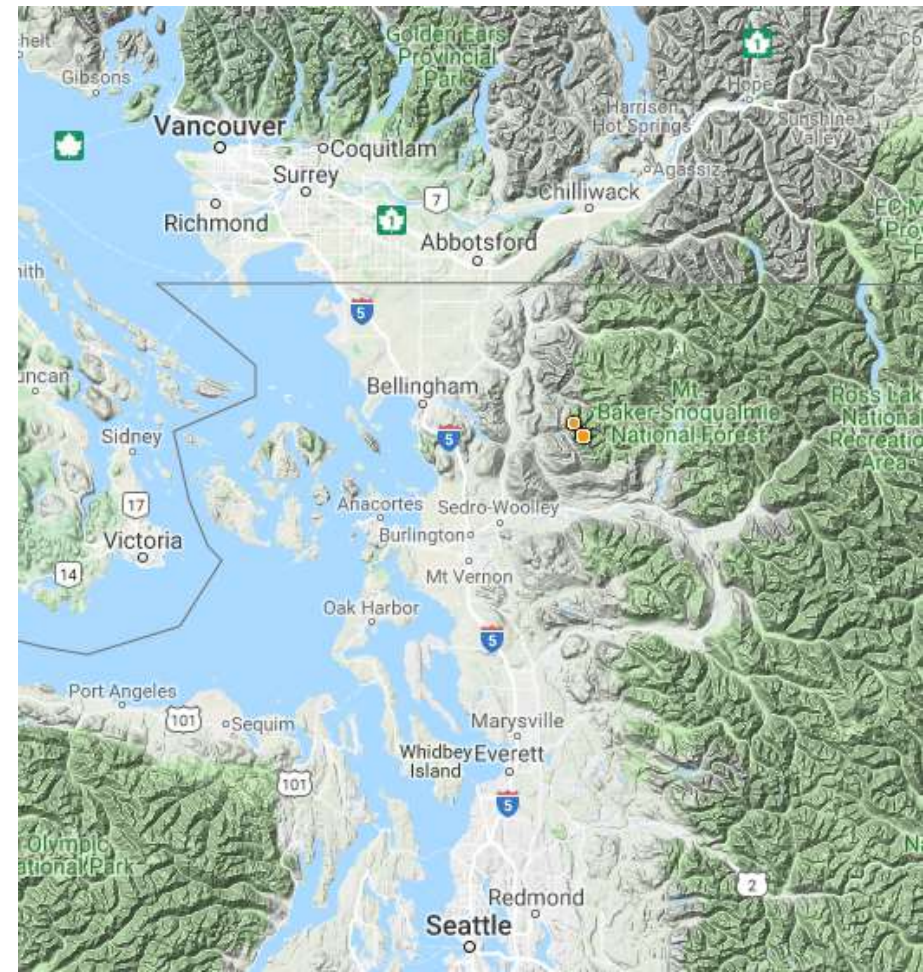 Golden Ears
Provincial
Park
1
Gibsons
Hope
Harrison
Hot Springs
Sunshine
Valley
Vancouver
Coquitlam
Agassiz
Surrey
7
Chilliwack
Richmond
1
Abbotsford
5
Bellingham
Mt
Baker-Snoqualmie
National Forest
Ross Lake
National
Recreation
Area
Sidney
5
17
Anacortes
Sedro-Woolley
Victoria
Burlington
14
Mt Vernon
Oak Harbor
5
Port Angeles
101
Sequim
Marysville
Whidbey
Island
Everett
101
5
Olympic
National Park
2
Redmond
Seattle